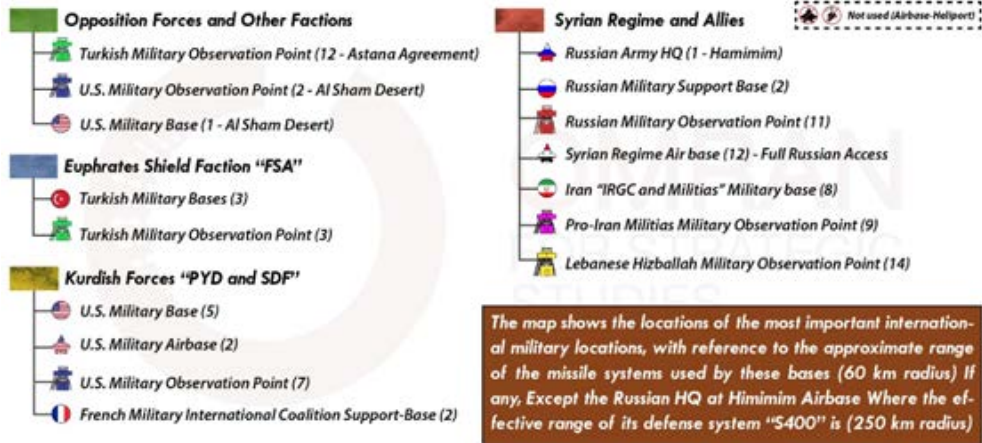 Opposition Forces and Other Factions
Turkish Military Observation Point (12 - Astana Agreement)
U.S. Military Observation Point (2 - Al Sham Desert)
U.S. Military Base (1 - Al Sham Desert)
Euphrates Shield Faction “FSA”
Turkish Military Bases (3)
Turkish Military Observation Point (3)
Kurdish Forces “PYD and SDF”
U.S. Military Base (5)
U.S. Military Airbase (2)
U.S. Military Observation Point (7)
French Military International Coalition Support-Base (2)
Not used (Airbase-Heliport)
Syrian Regime and Allies
Russian Army HQ (1 - Hamimim)
Russian Military Support Base (2)
Russian Military Observation Point (11)
Syrian Regime Air base (12) - Full Russian Access
Iran “IRGC and Militias” Military base (8)
Pro-Iran Militias Military Observation Point (9)
Lebanese Hizballah Military Observation Point (14)
OMRAN
FOR STRATEGIC
STUDIES
The map shows the locations of the most important internation-
al military locations, with reference to the approximate range
of the missile systems used by these bases (60 km radius) If
any, Except the Russian HQ at Himimim Airbase Where the ef-
fective range of its defense system “S400” is (250 km radius)